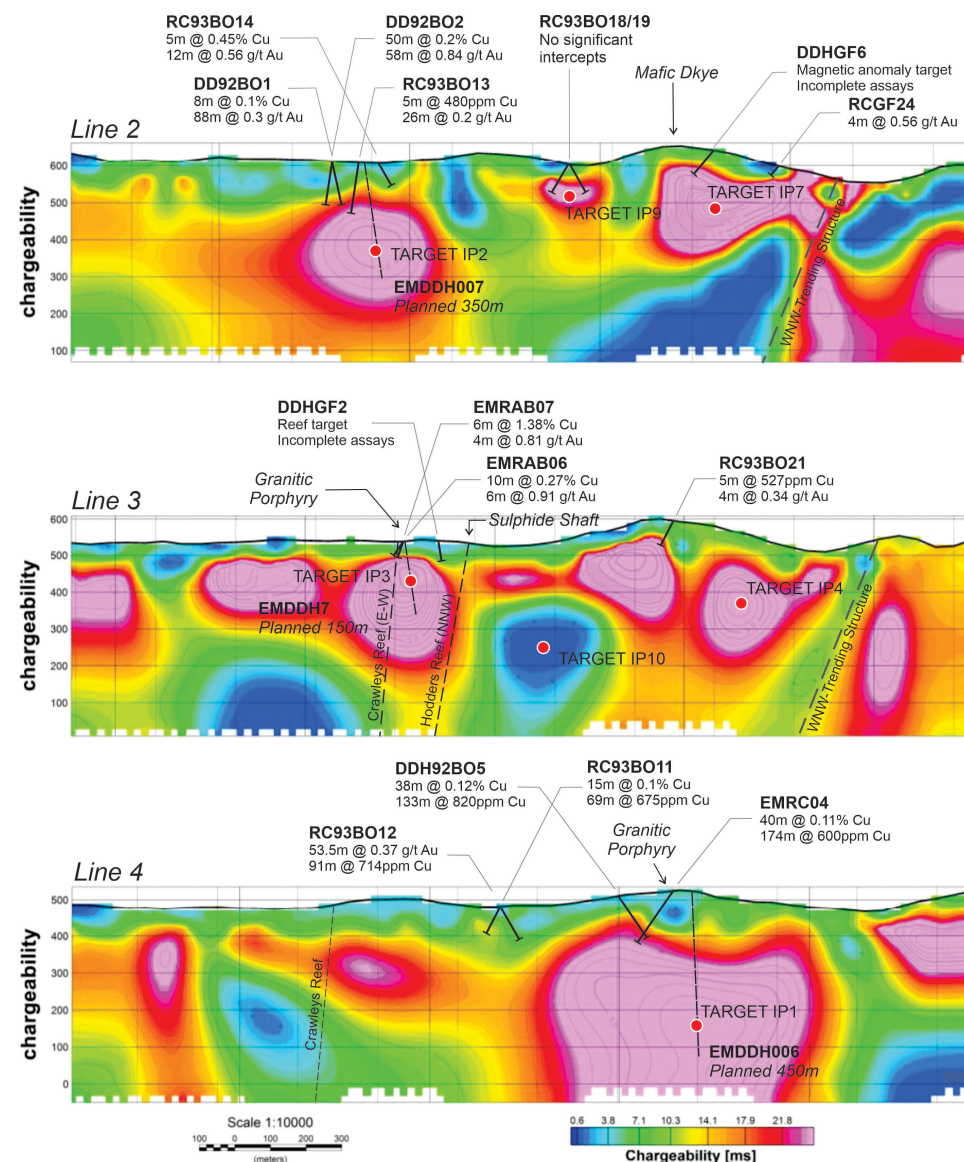 RC93BO14
5m @ 0.45% Cu
12m @ 0.56 g/t Au
DD92BO2
50m @ 0.2% Cu
58m @ 0.84 g/t Au
RC93BO18/19
No significant
intercepts
DD92BO1
8m @ 0.1% Cu
88m @ 0.3 g/t Au
RC93BO13
5m @ 480ppm Cu
26m @ 0.2 g/t Au
Mafic Dkye
DDHGF6
Magnetic anomaly target
Incomplete assays
RCGF24
4m @ 0.56 g/t Au
Line 2
chargeability
600
500
400
300
200
100
TARGET IP2
EMDDH007
Planned 350m
TARGET IP9
TARGET IP7
WNW-Trending Structure
DDHGF2
Reef target
Incomplete assays
EMRAB07
6m @ 1.38% Cu
4m @ 0.81 g/t Au
EMRAB06
10m @ 0.27% Cu
6m @ 0.91 g/t Au
RC93BO21
5m @ 527ppm Cu
4m @ 0.34 g/t Au
Granitic
Porphyry
Sulphide Shaft
Line 3
chargeability
600
500
400
300
200
100
TARGET IP3
EMDDH7
Planned 150m
Crawleys Reef (E-W)
Hodders Reef (NNW)
TARGET IP10
TARGET IP4
WNW-Trending Structure
DDH92BO5
38m @ 0.12% Cu
133m @ 820ppm Cu
RC93BO11
15m @ 0.1% Cu
69m @ 675ppm Cu
EMRC04
40m @ 0.11% Cu
174m @ 600ppm Cu
RC93BO12
53.5m @ 0.37 g/t Au
91m @ 714ppm Cu
Granitic
Porphyry
Line 4
chargeability
500
400
300
200
100
0
Crawleys Reef
TARGET IP1
EMDDH006
Planned 450m
Scale 1:10000
100 0 100 200 300
(meters)
0.6 3.8 7.1 10.3 14.1 17.9 21.8
Chargeability [ms]